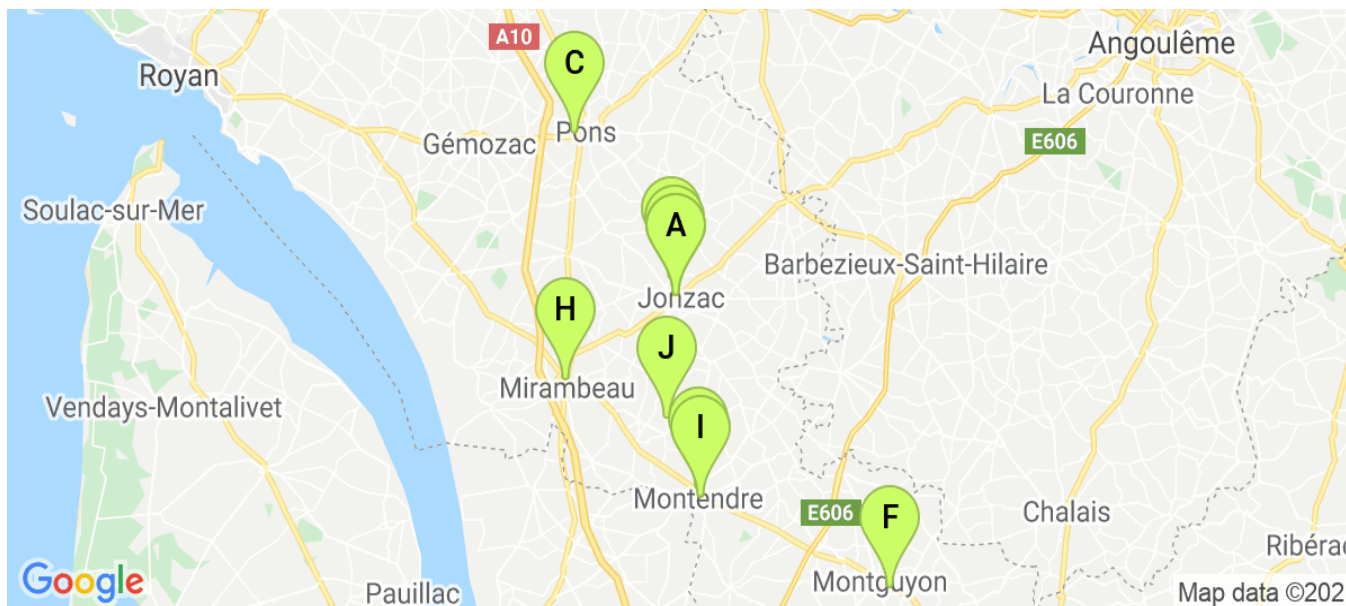 A10
Angoulême
Royan
C
La Couronne
Pons
Gémozac
E606
Soulac-sur-Mer
A
Barbezieux-Saint-Hilaire
Jonzac
H
J
Mirambeau
Vendays-Montalivet
I
Montendre
E606
F
Chalais
Ribérac
Montguyon
Google
Pauillac
Map data ©202